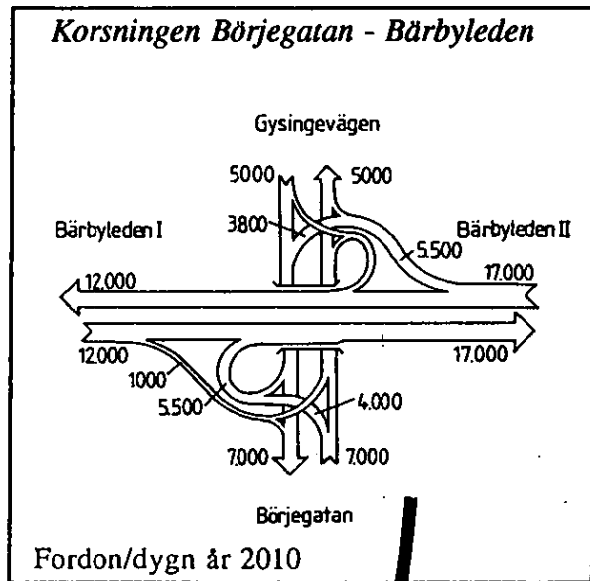 Korsningen Börjegatan - Bärbyleden
Gysingevägen
5000 5000
Bärbyleden I 3800 Bärbyleden II
5.500
12.000 17.000
12.000 17.000
1000
5.500 4.000
7.000 7.000
Börjegatan
Fordon/dygn år 2010